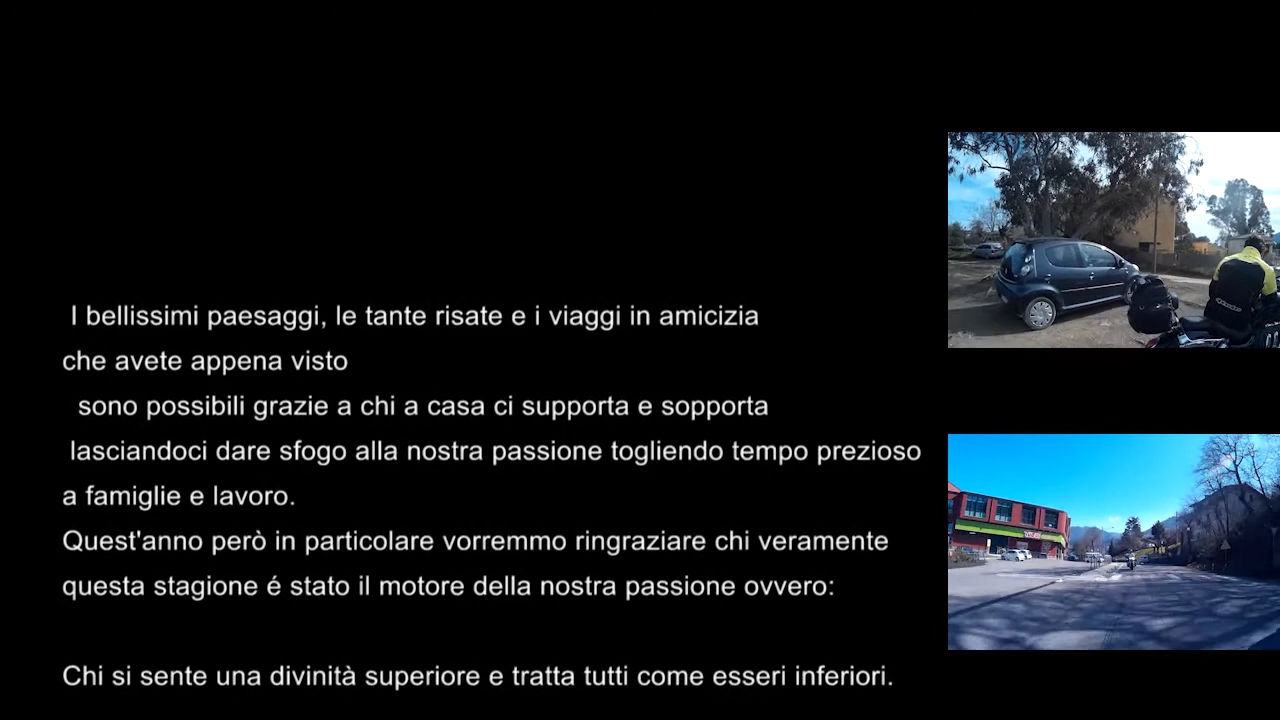 I bellissimi paesaggi, le tante risate e i viaggi in amicizia
che avete appena visto
sono possibili grazie a chi a casa ci supporta e sopporta
lasciandoci dare sfogo alla nostra passione togliendo tempo prezioso
a famiglie e lavoro.
Quest'anno però in particolare vorremmo ringraziare chi veramente
questa stagione é stato il motore della nostra passione ovvero:
Chi si sente una divinità superiore e tratta tutti come esseri inferiori.